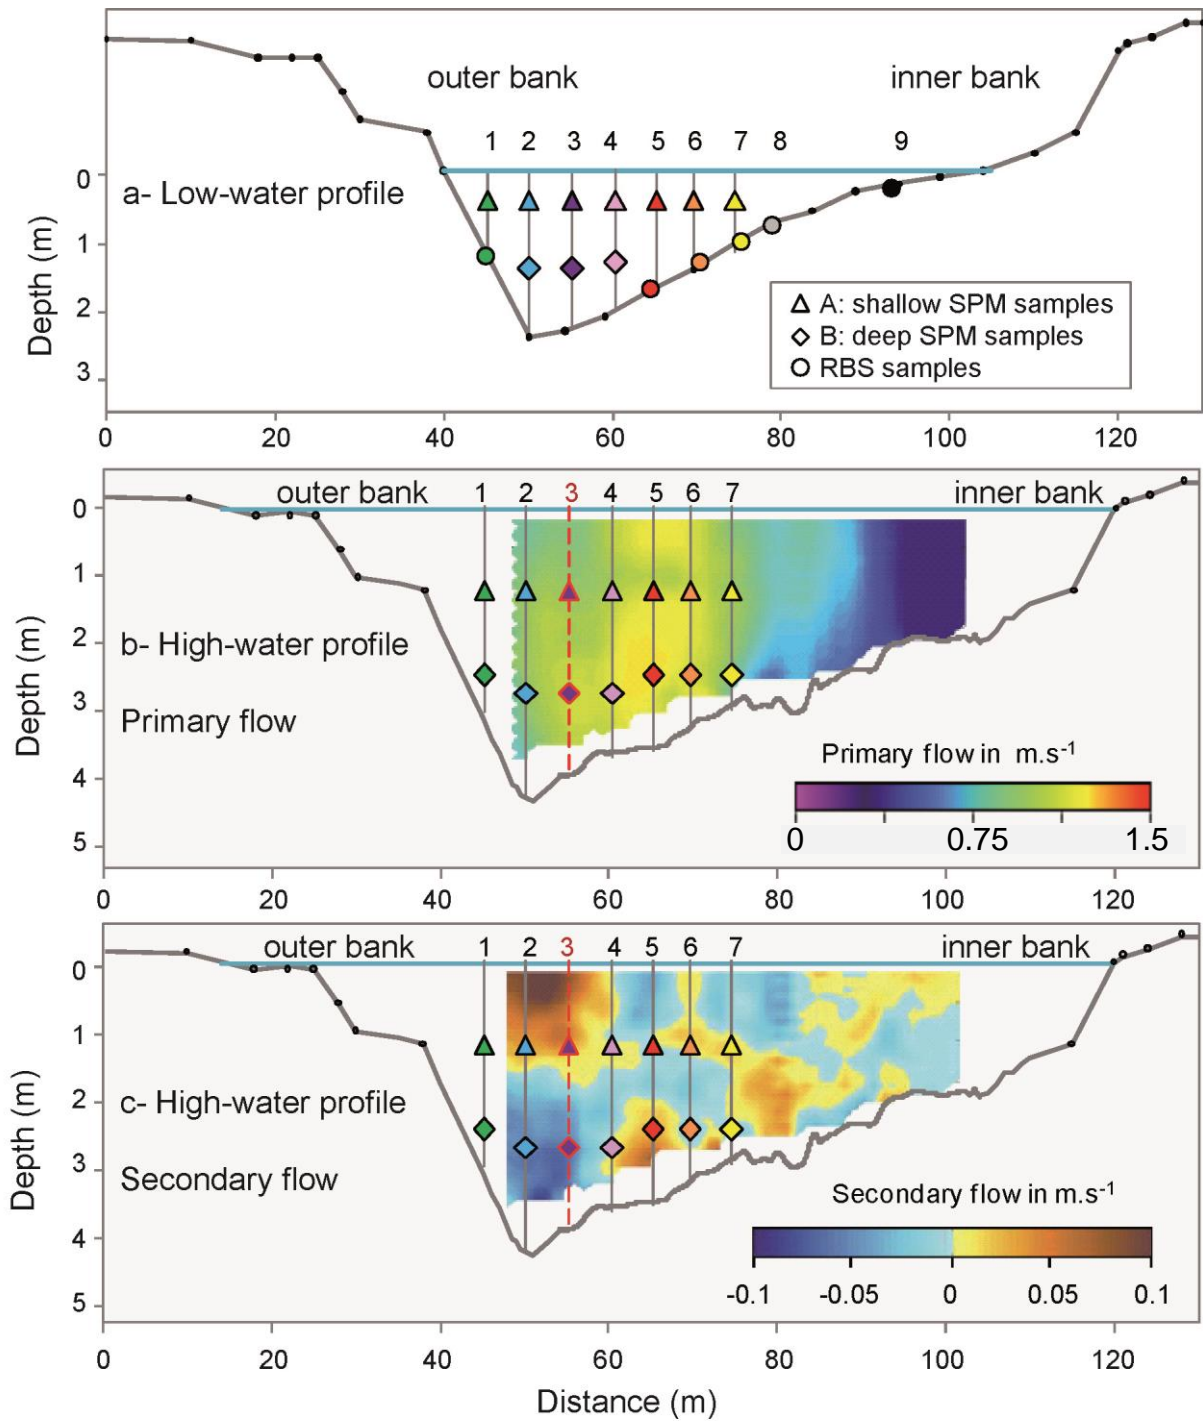 outer bank
inner bank
1 2 3 4 5 6 7 8 9
a- Low-water profile
Depth (m)
0
1
2
3
△ A: shallow SPM samples
◇ B: deep SPM samples
○ RBS samples
0 20 40 60 80 100 120
outer bank 1 2 3 4 5 6 7 inner bank
Depth (m)
0
1
2
3
4
5
b- High-water profile
Primary flow
Primary flow in m.s⁻¹
0 0.75 1.5
0 20 40 60 80 100 120
outer bank 1 2 3 4 5 6 7 inner bank
Depth (m)
0
1
2
3
4
5
c- High-water profile
Secondary flow
Secondary flow in m.s⁻¹
-0.1 -0.05 0 0.05 0.1
0 20 40 60 80 100 120
Distance (m)